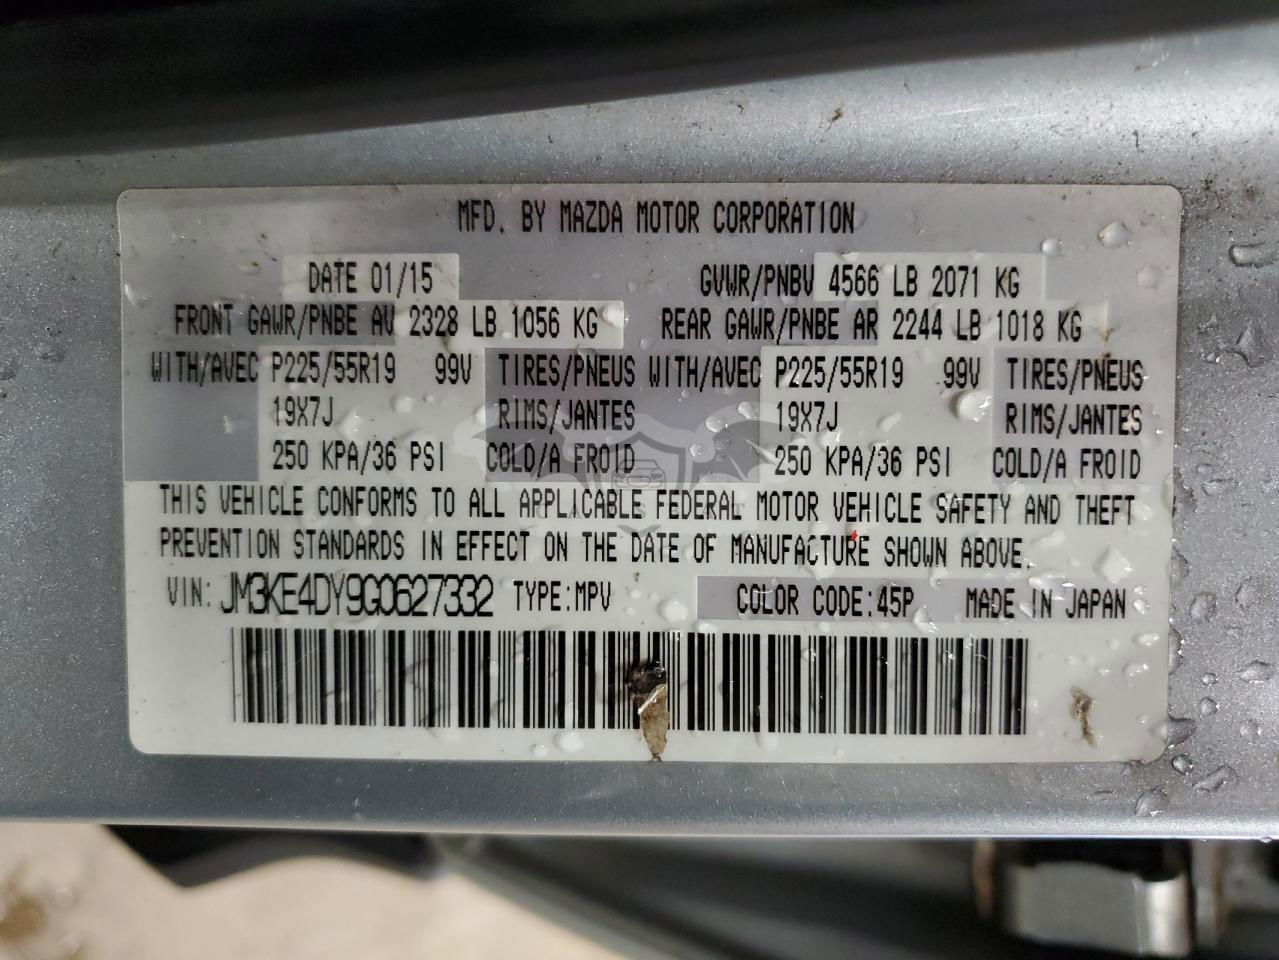 MFD. BY MAZDA MOTOR CORPORATION
DATE 01/15 GVWR/PNBV 4566 LB 2071 KG
FRONT GAWR/PNBE AV 2328 LB 1056 KG REAR GAWR/PNBE AR 2244 LB 1018 KG
WITH/AVEC P225/55R19 99V TIRES/PNEUS WITH/AVEC P225/55R19 99V TIRES/PNEUS
19X7J RIMS/JANTES 19X7J RIMS/JANTES
250 KPA/36 PSI COLD/A FROID 250 KPA/36 PSI COLD/A FROID
THIS VEHICLE CONFORMS TO ALL APPLICABLE FEDERAL MOTOR VEHICLE SAFETY AND THEFT
PREVENTION STANDARDS IN EFFECT ON THE DATE OF MANUFACTURE SHOWN ABOVE.
VIN: JM3KE4DY9G0627332 TYPE:MPV COLOR CODE:45P MADE IN JAPAN